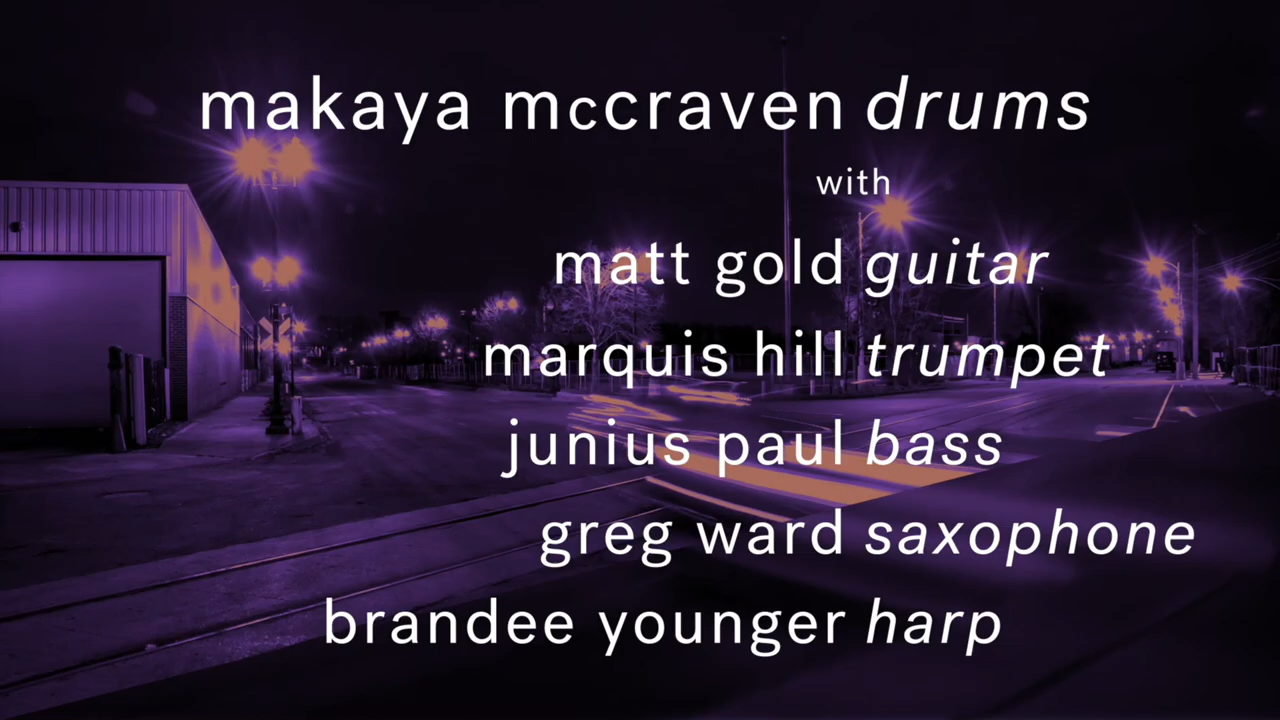 makaya mccraven drums
with
matt gold guitar
marquis hill trumpet
junius paul bass
greg ward saxophone
brandee younger harp